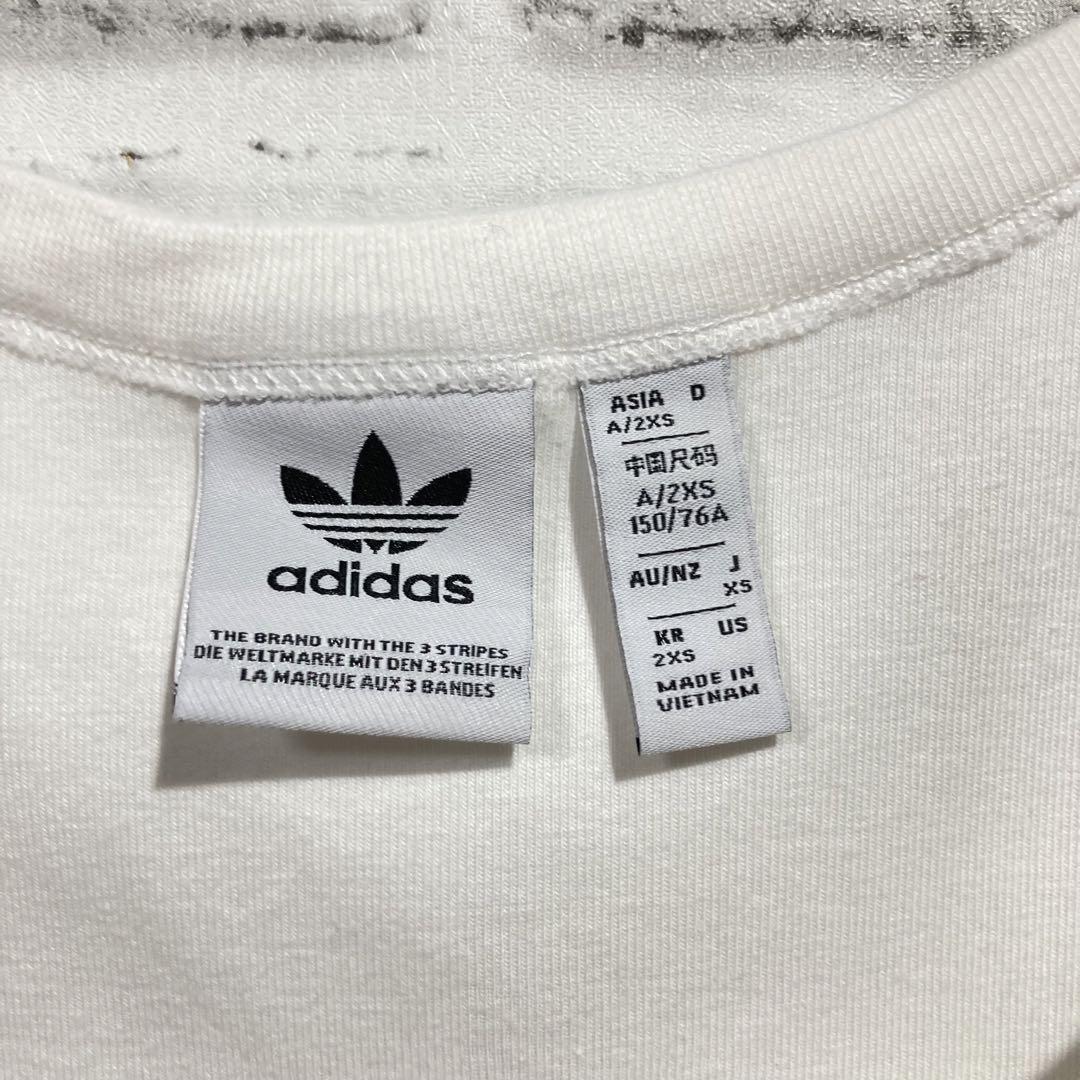 adidas
THE BRAND WITH THE 3 STRIPES
DIE WELTMARKE MIT DEN 3 STREIFEN
LA MARQUE AUX 3 BANDES
ASIA D
A/2XS
中国尺码
A/2XS
150/76A
AU/NZ J
XS
KR US
2XS
MADE IN
VIETNAM